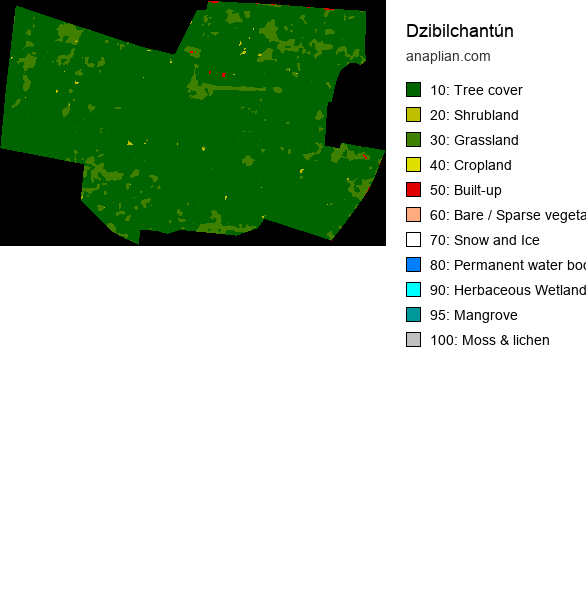 Dzibilchantún
anaplian.com
10: Tree cover
20: Shrubland
30: Grassland
40: Cropland
50: Built-up
60: Bare / Sparse vegeta
70: Snow and Ice
80: Permanent water boo
90: Herbaceous Wetland
95: Mangrove
100: Moss & lichen